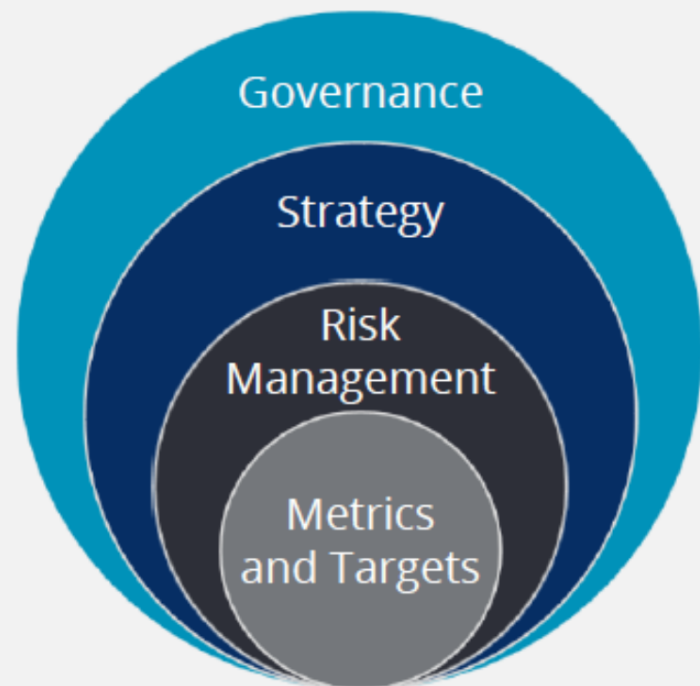 Governance
Strategy
Risk
Management
Metrics
and Targets